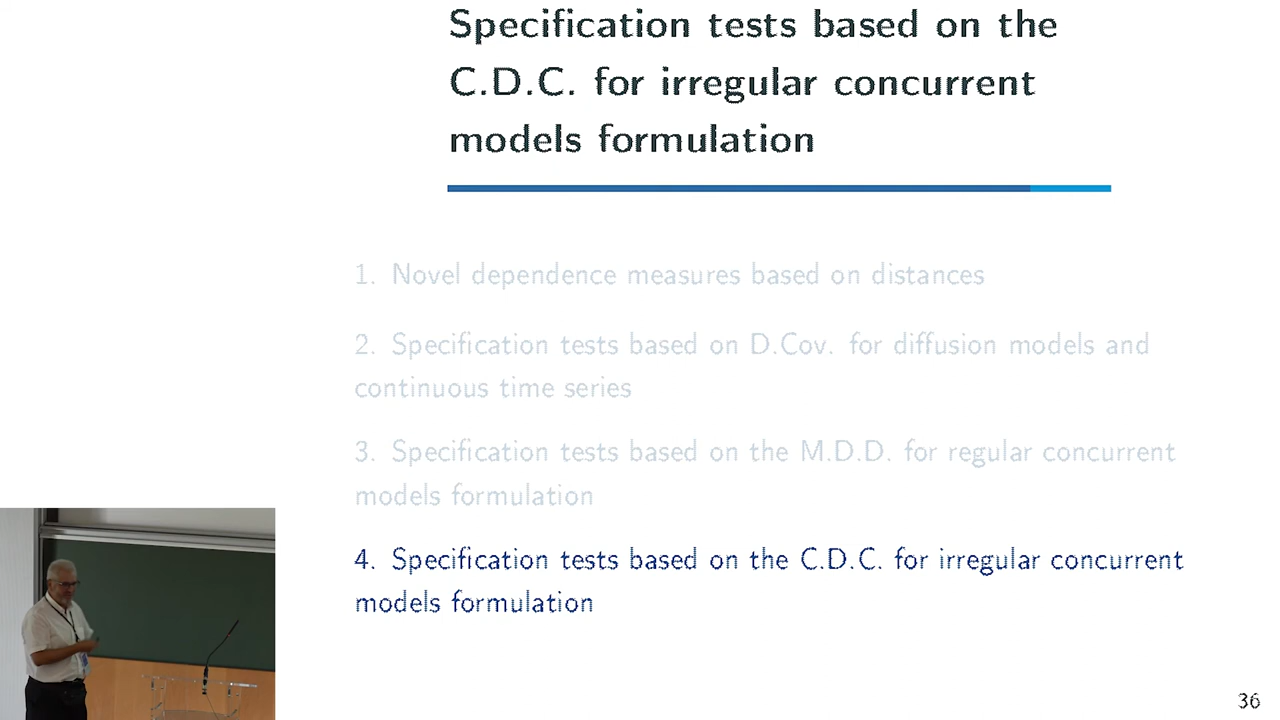 Specification tests based on the
C.D.C. for irregular concurrent
models formulation
1. Novel dependence measures based on distances
2. Specification tests based on D.Cov. for diffusion models and
continuous time series
3. Specification tests based on the M.D.D. for regular concurrent
models formulation
4. Specification tests based on the C.D.C. for irregular concurrent
models formulation
36